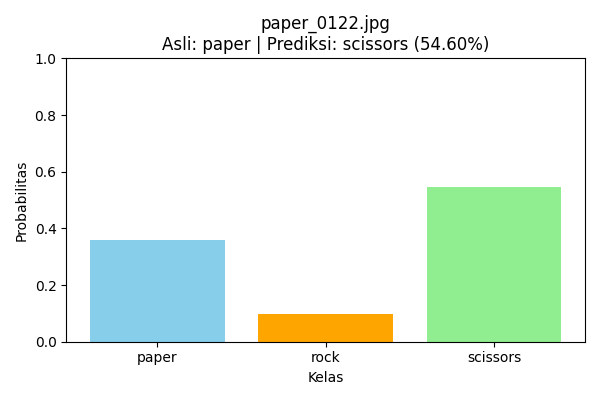 paper_0122.jpg
Asli: paper | Prediksi: scissors (54.60%)
1.0
0.8
0.6
0.4
0.2
0.0
Probabilitas
paper rock scissors
Kelas